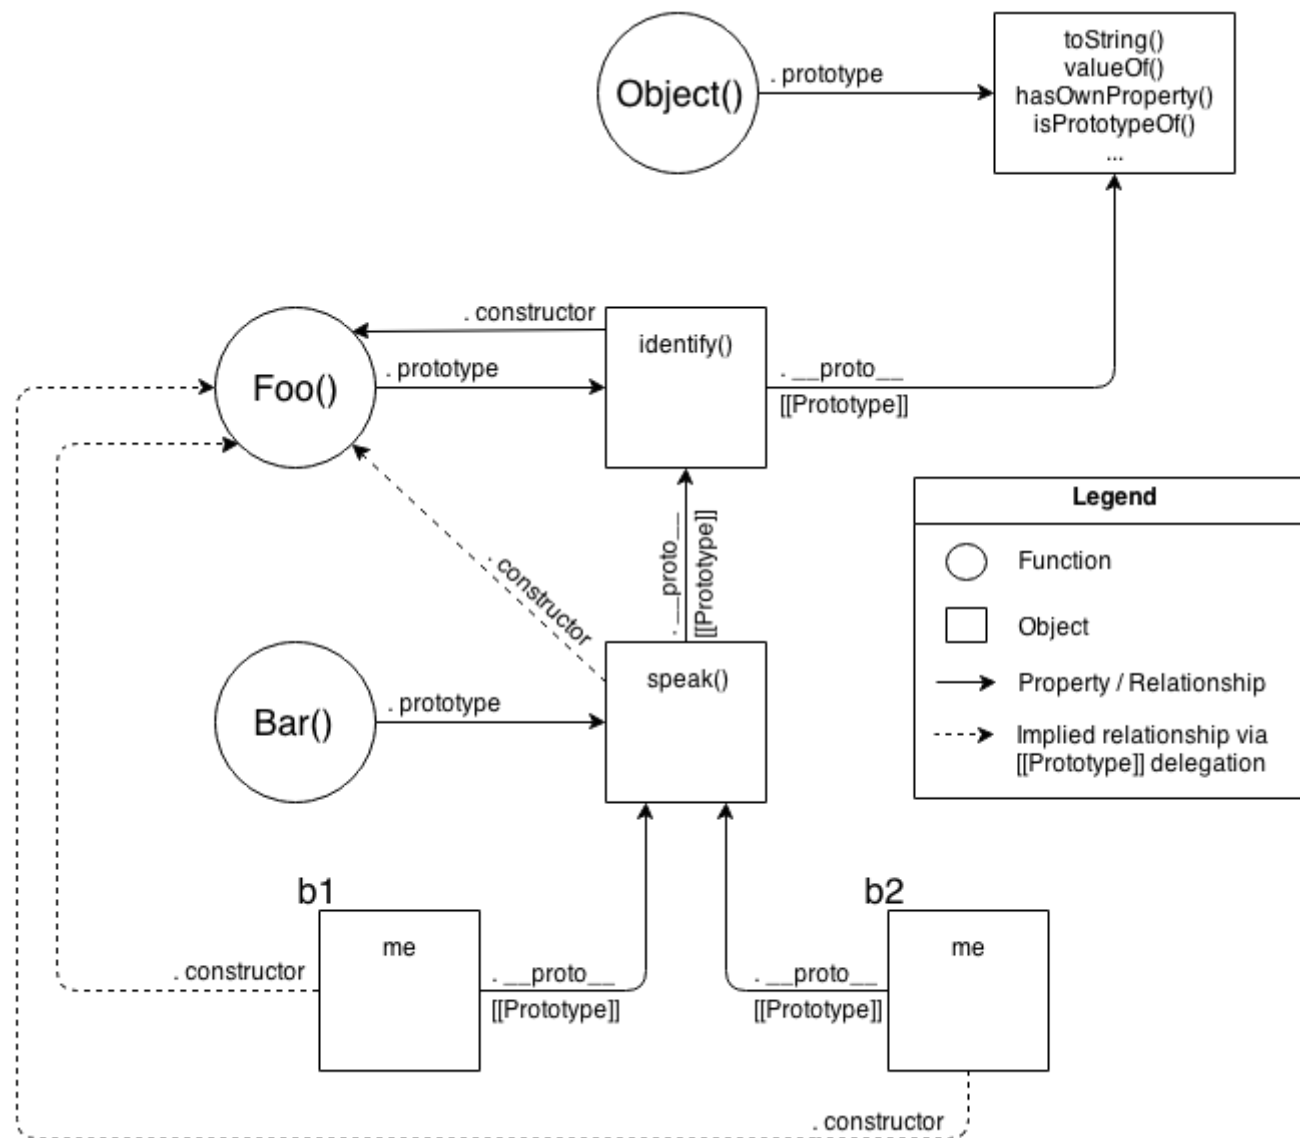 toString()
. prototype
valueOf()
Object()
hasOwnProperty()
isPrototypeOf()
...
. constructor
identify()
. prototype
. __proto__
Foo()
[[Prototype]]
Legend
. __proto__
[[Prototype]]
. constructor
Function
Object
speak()
Property / Relationship
. prototype
Bar()
Implied relationship via
[[Prototype]] delegation
b1
b2
me
me
. constructor
. __proto__
. __proto__
[[Prototype]]
[[Prototype]]
. constructor